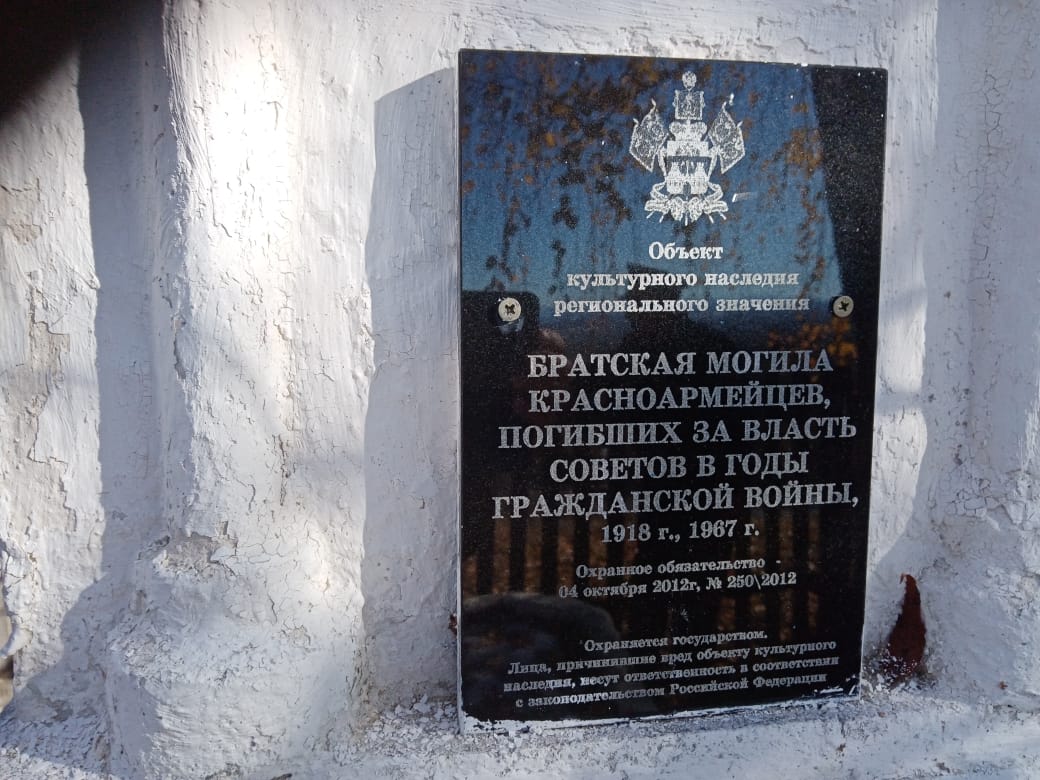 Объект
культурного наследия
регионального значения
БРАТСКАЯ МОГИЛА
КРАСНОАРМЕЙЦЕВ,
ПОГИБШИХ ЗА ВЛАСТЬ
СОВЕТОВ В ГОДЫ
ГРАЖДАНСКОЙ ВОЙНЫ,
1918 г., 1967 г.
Охранное обязательство
04 октября 2012г, № 250\2012
Охраняется государством.
Лица, причинившие вред объекту культурного
наследия, несут ответственность в соответствии
с законодательством Российской Федерации